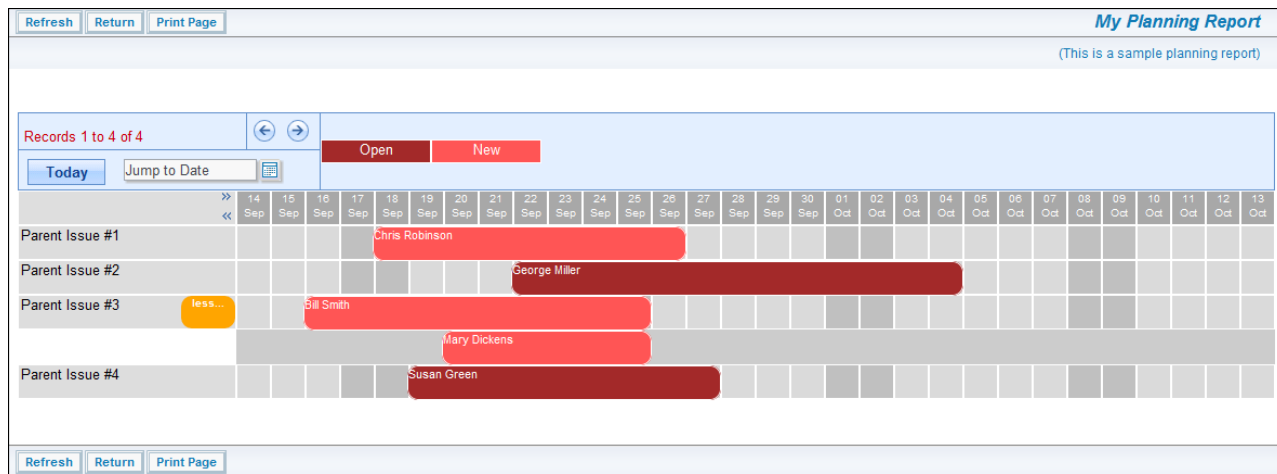 Refresh Return Print Page My Planning Report
(This is a sample planning report)
Records 1 to 4 of 4
Open New
Today Jump to Date
» 14 15 16 17 18 19 20 21 22 23 24 25 26 27 28 29 30 01 02 03 04 05 06 07 08 09 10 11 12 13
« Sep Sep Sep Sep Sep Sep Sep Sep Sep Sep Sep Sep Sep Sep Sep Sep Sep Oct Oct Oct Oct Oct Oct Oct Oct Oct Oct Oct Oct Oct
Parent Issue #1 Chris Robinson
Parent Issue #2 George Miller
Parent Issue #3 less... Bill Smith
Mary Dickens
Parent Issue #4 Susan Green
Refresh Return Print Page